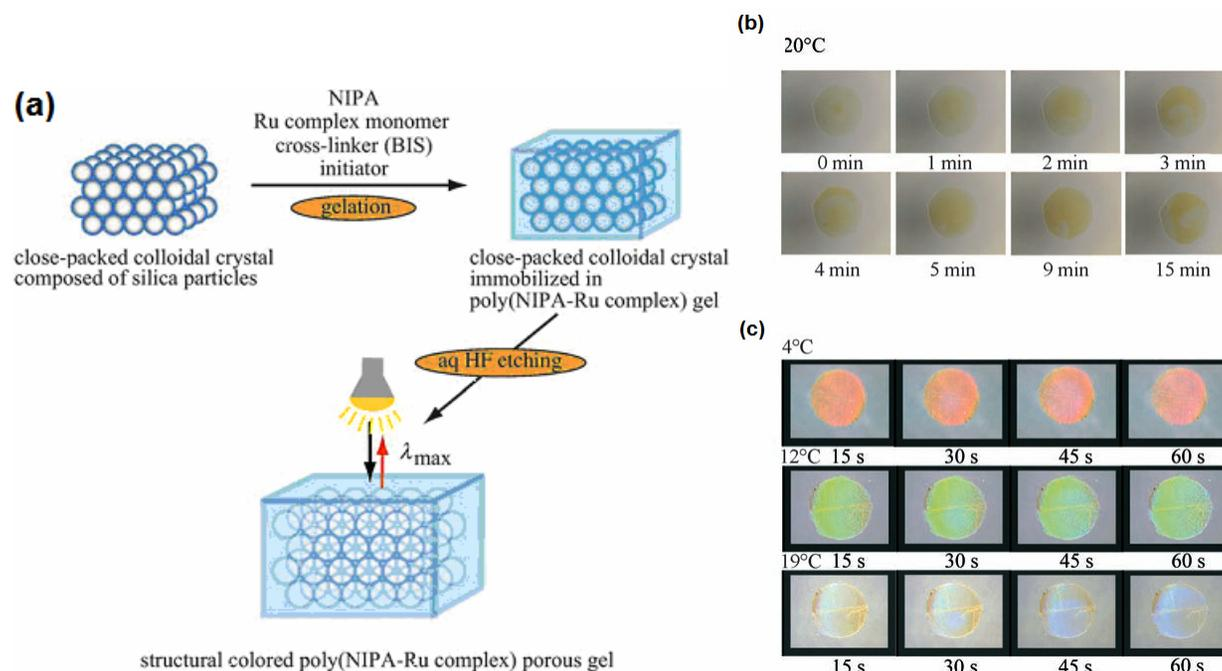 (a)
NIPA
Ru complex monomer
cross-linker (BIS)
initiator
gelation
close-packed colloidal crystal
composed of silica particles
close-packed colloidal crystal
immobilized in
poly(NIPA-Ru complex) gel
aq HF etching
λmax
structural colored poly(NIPA-Ru complex) porous gel
(b)
20°C
0 min 1 min 2 min 3 min
4 min 5 min 9 min 15 min
(c)
4°C
15 s 30 s 45 s 60 s
12°C
15 s 30 s 45 s 60 s
19°C
15 s 30 s 45 s 60 s